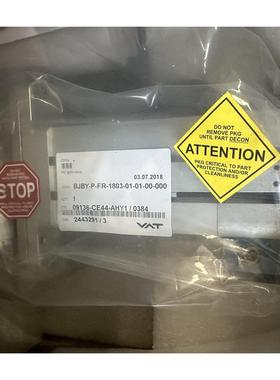 03.07.2018
BJBY-P-FR-1803-01-01-00-000
1
09136-CE44-AHY1 / 0384
2443291 / 3
VAT
DO NOT
REMOVE PKG
UNTIL PART DECON
ATTENTION
PKG CRITICAL TO PART
PROTECTION AND/OR
CLEANLINESS
STOP